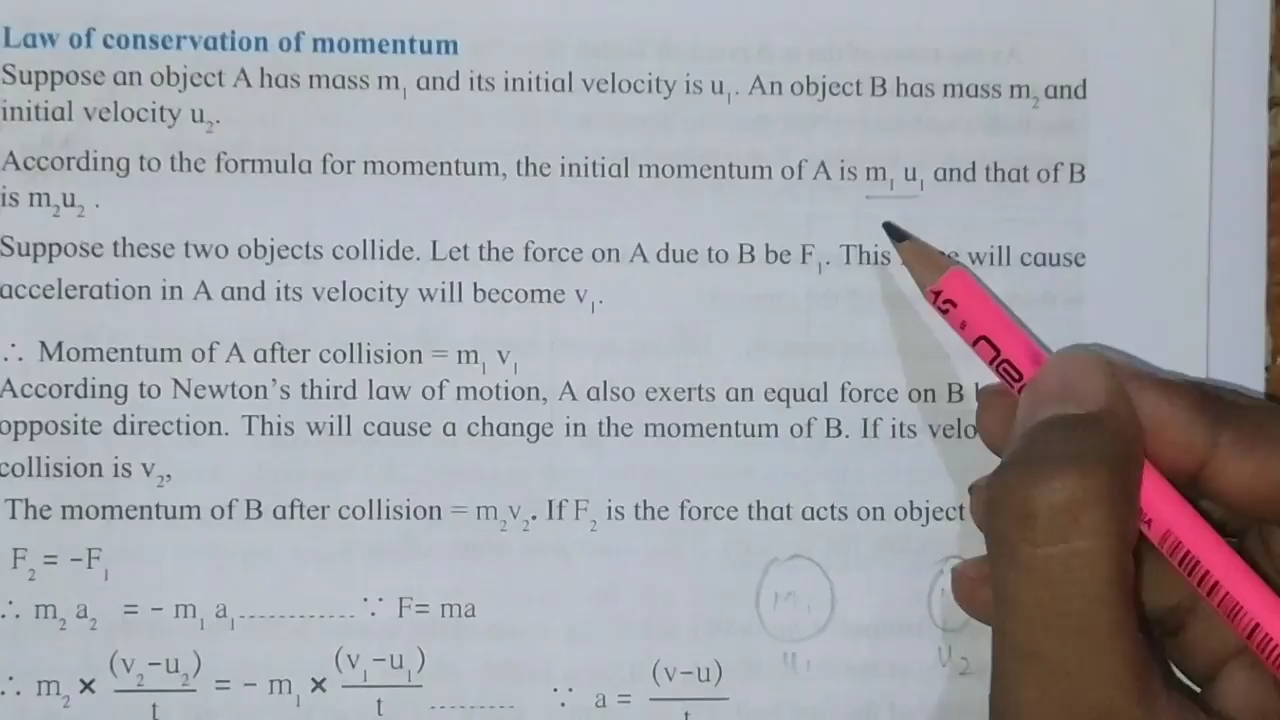 Law of conservation of momentum
Suppose an object A has mass m₁ and its initial velocity is u₁. An object B has mass m₂ and
initial velocity u₂.
According to the formula for momentum, the initial momentum of A is m₁ u₁ and that of B
is m₂u₂ .
Suppose these two objects collide. Let the force on A due to B be F₁. This will cause
acceleration in A and its velocity will become v₁.
∴ Momentum of A after collision = m₁ v₁
According to Newton's third law of motion, A also exerts an equal force on B
opposite direction. This will cause a change in the momentum of B. If its
collision is v₂,
The momentum of B after collision = m₂v₂. If F₂ is the force that acts on object
F₂ = -F₁
∴ m₂ a₂ = - m₁ a₁............ ∵ F= ma
∴ m₂ × (v₂-u₂)/t = - m₁ × (v₁-u₁)/t ......... ∵ a = (v-u)/t
m₁
u₁
u₂